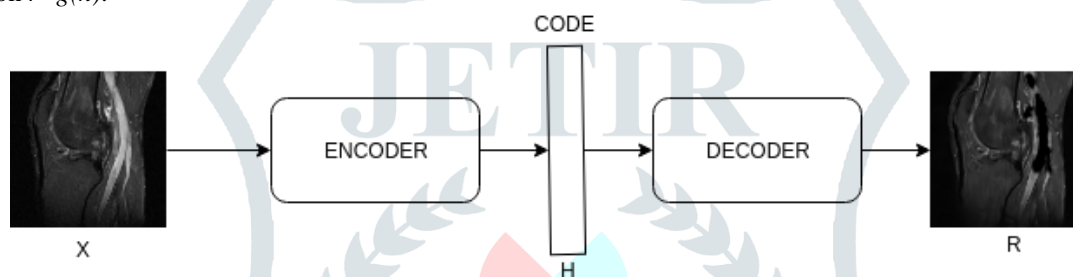 g(h).
CODE
JETIR
ENCODER
DECODER
X
R
H